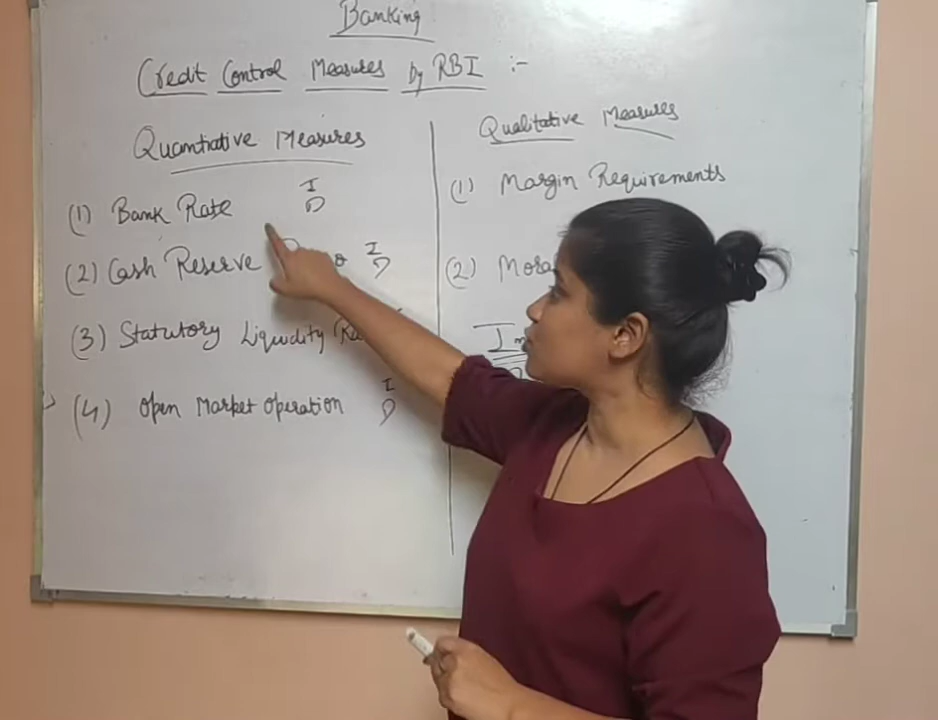 Banking
Credit Control Measures by RBI :-
Quantiative Measures
(1) Bank Rate I D
(2) Cash Reserve I D
(3) Statutory Liquidity
(4) Open Market Operation I D
Qualitative Measures
(1) Margin Requirements
(2)